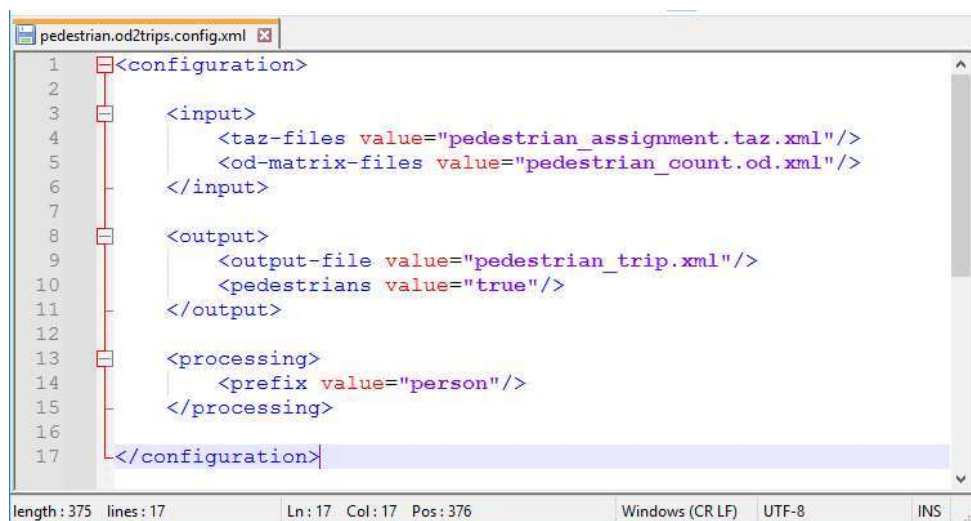 pedestrian.od2trips.config.xml
1 <configuration>
2
3 <input>
4 <taz-files value="pedestrian_assignment.taz.xml"/>
5 <od-matrix-files value="pedestrian_count.od.xml"/>
6 </input>
7
8 <output>
9 <output-file value="pedestrian_trip.xml"/>
10 <pedestrians value="true"/>
11 </output>
12
13 <processing>
14 <prefix value="person"/>
15 </processing>
16
17 </configuration>
length : 375 lines : 17 Ln : 17 Col : 17 Pos : 376 Windows (CR LF) UTF-8 INS